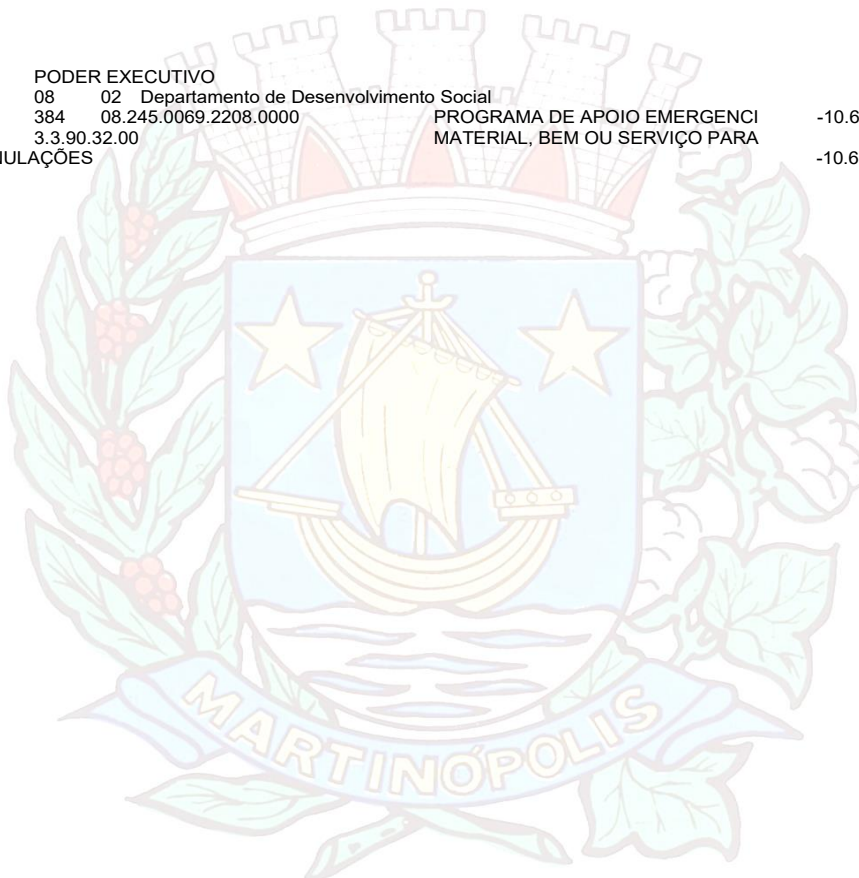 PODER EXECUTIVO
08 02 Departamento de Desenvolvimento Social
384 08.245.0069.2208.0000 PROGRAMA DE APOIO EMERGENCI -10.6
3.3.90.32.00 MATERIAL, BEM OU SERVIÇO PARA
ULAÇÕES -10.6
MARTINÓPOLIS